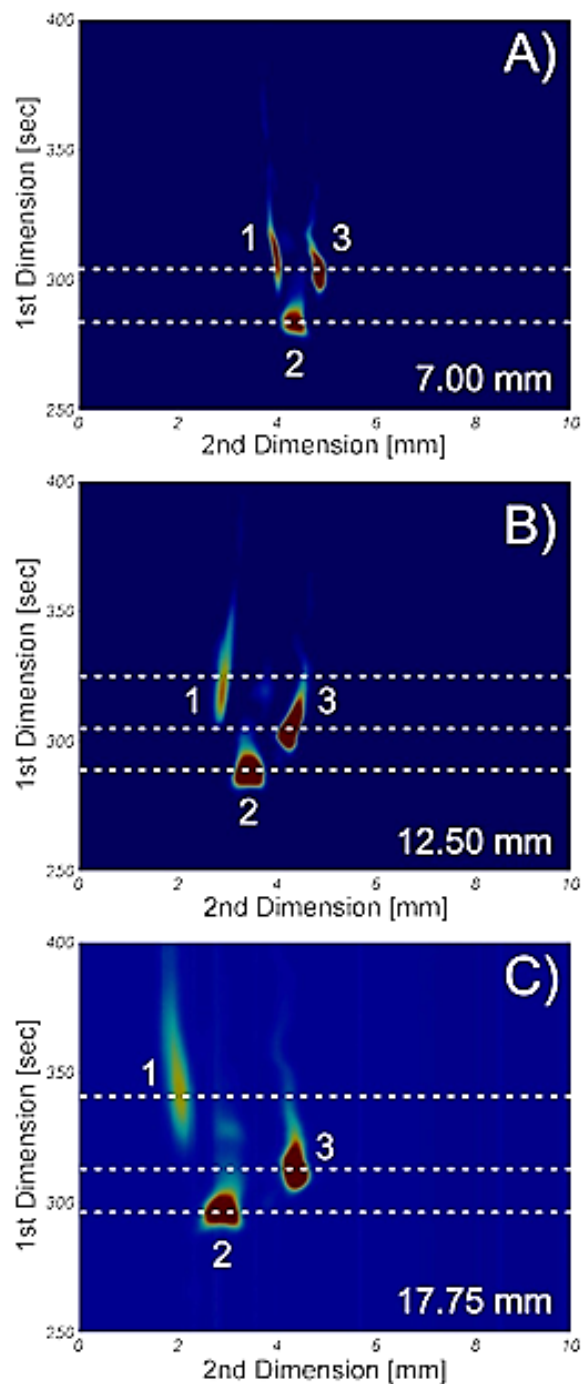 A)
400
350
300
250
1st Dimension [sec]
1 3
2
7.00 mm
0 2 4 6 8 10
2nd Dimension [mm]
B)
400
350
300
250
1st Dimension [sec]
1 3
2
12.50 mm
0 2 4 6 8 10
2nd Dimension [mm]
C)
400
350
300
250
1st Dimension [sec]
1
3
2
17.75 mm
0 2 4 6 8 10
2nd Dimension [mm]